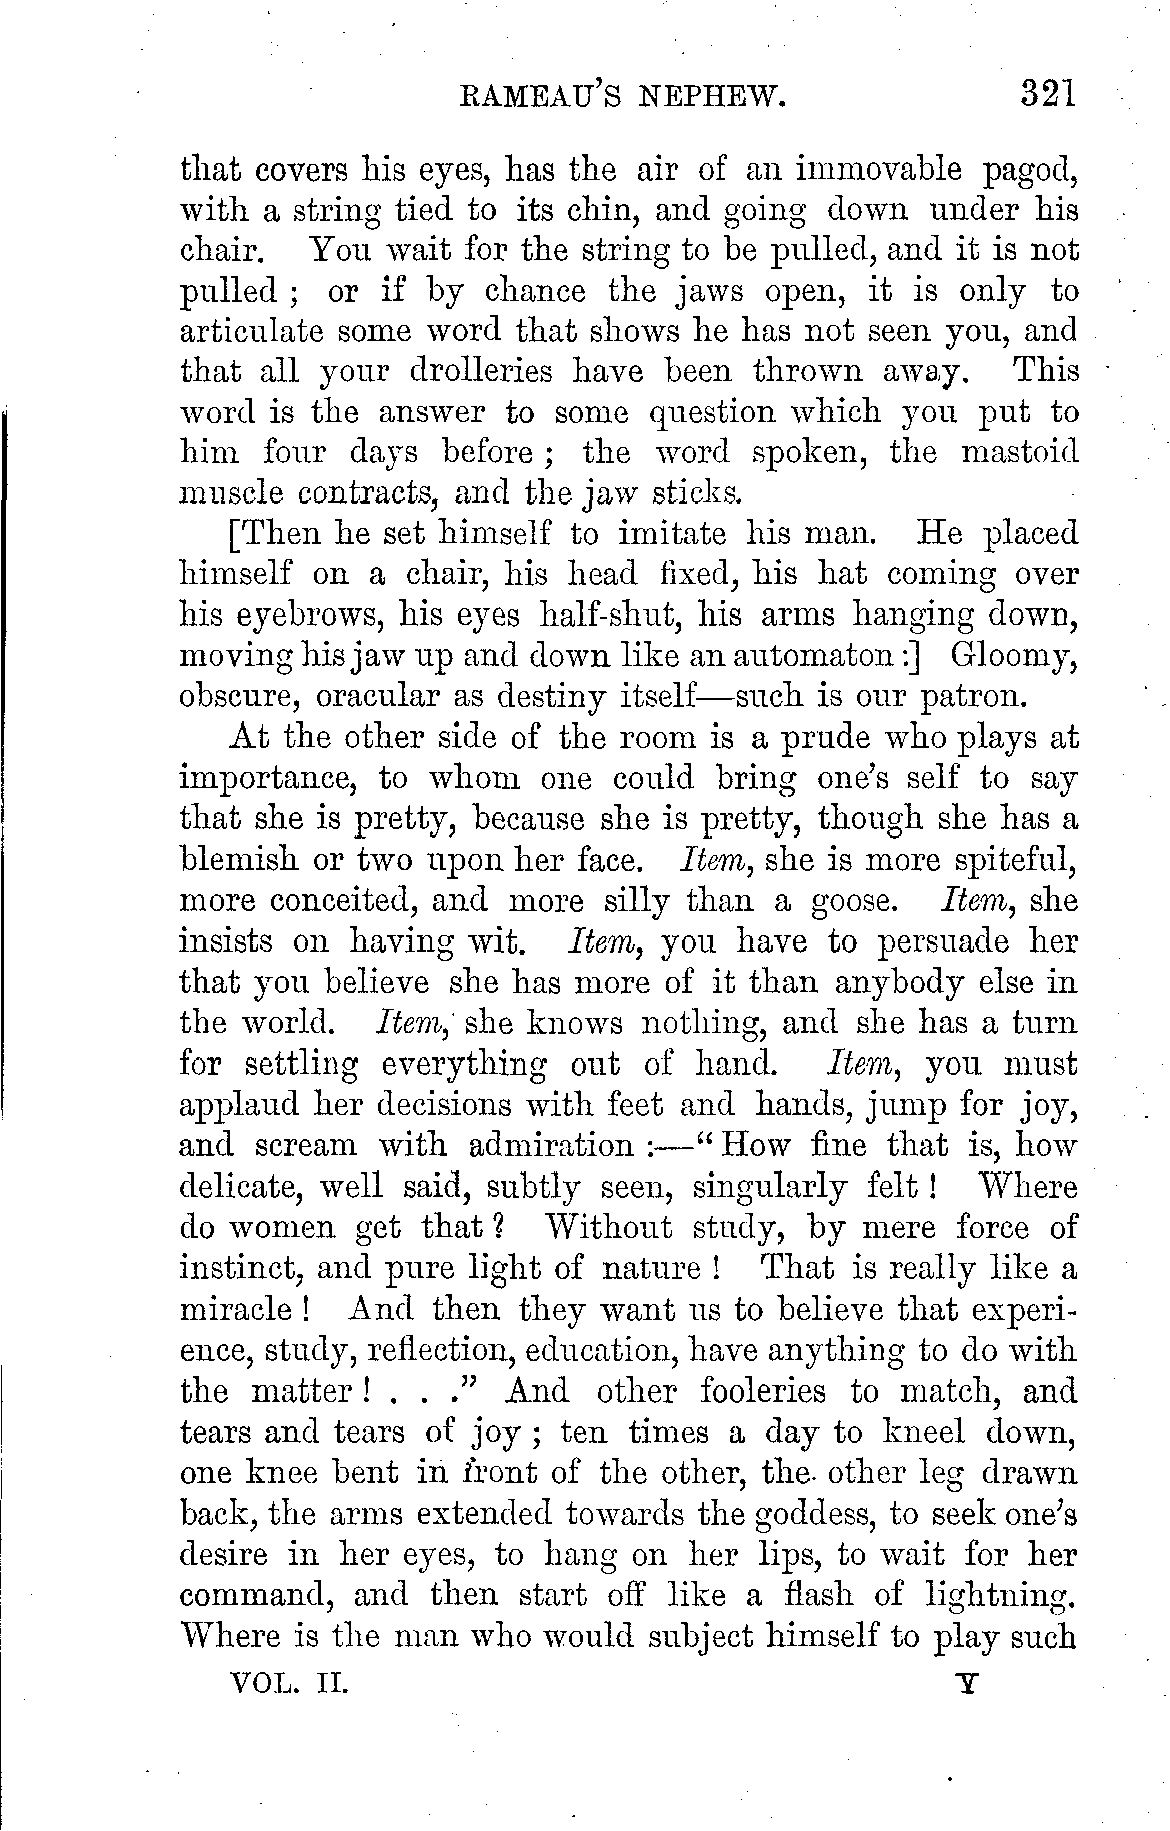 RAMEAU'S NEPHEW. 321
that covers his eyes, has the air of an immovable pagod,
with a string tied to its chin, and going down under his
chair. You wait for the string to be pulled, and it is not
pulled ; or if by chance the jaws open, it is only to
articulate some word that shows he has not seen you, and
that all your drolleries have been thrown away. This
word is the answer to some question which you put to
him four days before ; the word spoken, the mastoid
muscle contracts, and the jaw sticks.
[Then he set himself to imitate his man. He placed
himself on a chair, his head fixed, his hat coming over
his eyebrows, his eyes half-shut, his arms hanging down,
moving his jaw up and down like an automaton :] Gloomy,
obscure, oracular as destiny itself—such is our patron.
At the other side of the room is a prude who plays at
importance, to whom one could bring one's self to say
that she is pretty, because she is pretty, though she has a
blemish or two upon her face. Item, she is more spiteful,
more conceited, and more silly than a goose. Item, she
insists on having wit. Item, you have to persuade her
that you believe she has more of it than anybody else in
the world. Item, she knows nothing, and she has a turn
for settling everything out of hand. Item, you must
applaud her decisions with feet and hands, jump for joy,
and scream with admiration :—"How fine that is, how
delicate, well said, subtly seen, singularly felt ! Where
do women get that ? Without study, by mere force of
instinct, and pure light of nature ! That is really like a
miracle ! And then they want us to believe that experi-
ence, study, reflection, education, have anything to do with
the matter ! . . ." And other fooleries to match, and
tears and tears of joy ; ten times a day to kneel down,
one knee bent in front of the other, the other leg drawn
back, the arms extended towards the goddess, to seek one's
desire in her eyes, to hang on her lips, to wait for her
command, and then start off like a flash of lightning.
Where is the man who would subject himself to play such
VOL. II. Y